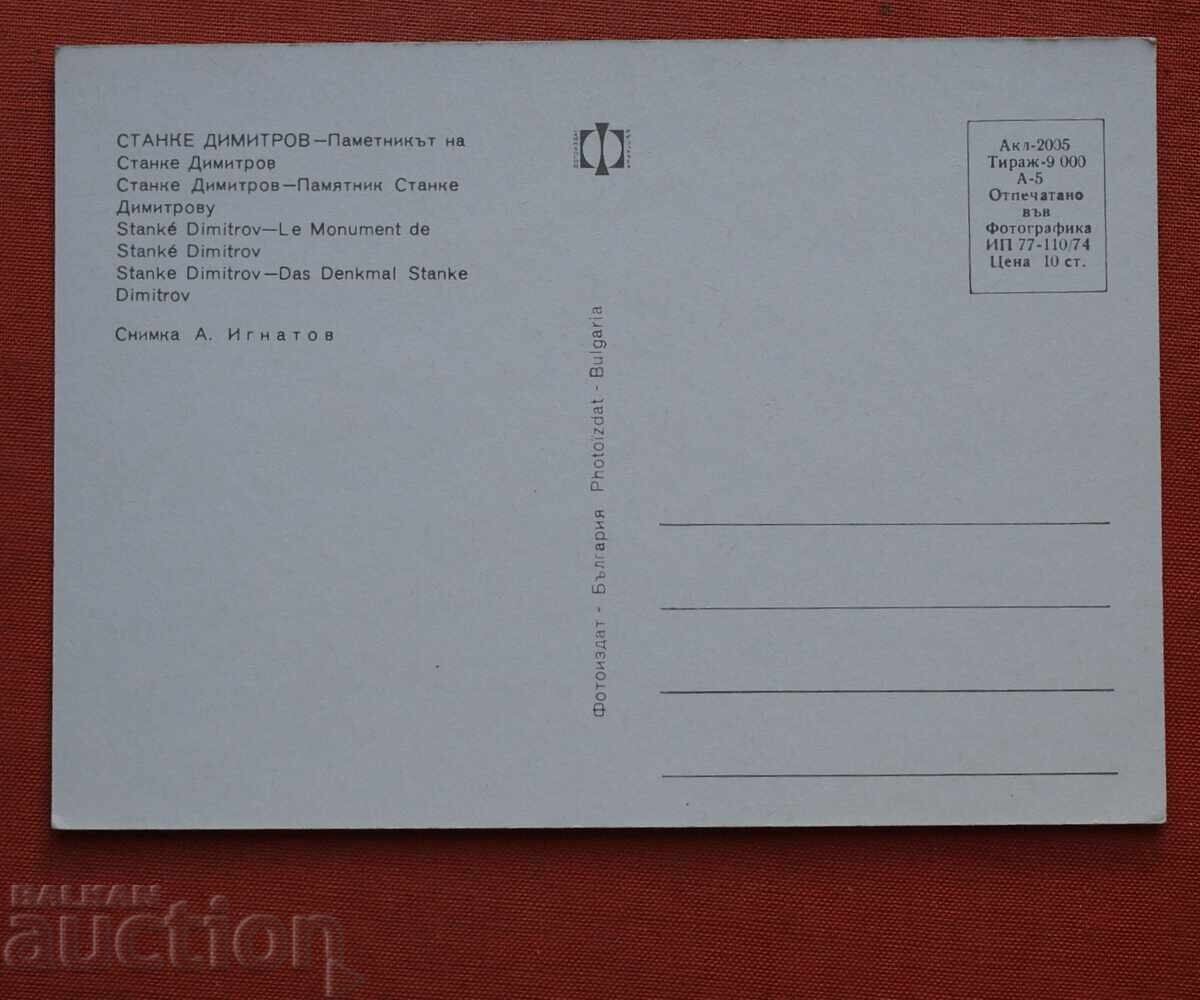 СТАНКЕ ДИМИТРОВ—Паметникът на
Станке Димитров
Станке Димитров—Памятник Станке
Димитрову
Stanké Dimitrov—Le Monument de
Stanké Dimitrov
Stanke Dimitrov—Das Denkmal Stanke
Dimitrov
Снимка А. Игнатов
Фотоиздат - България Photoizdat - Bulgaria
Акл-2005
Тираж-9 000
А-5
Отпечатано
във
Фотографика
ИП 77-110/74
Цена 10 ст.
BALKAN
auction